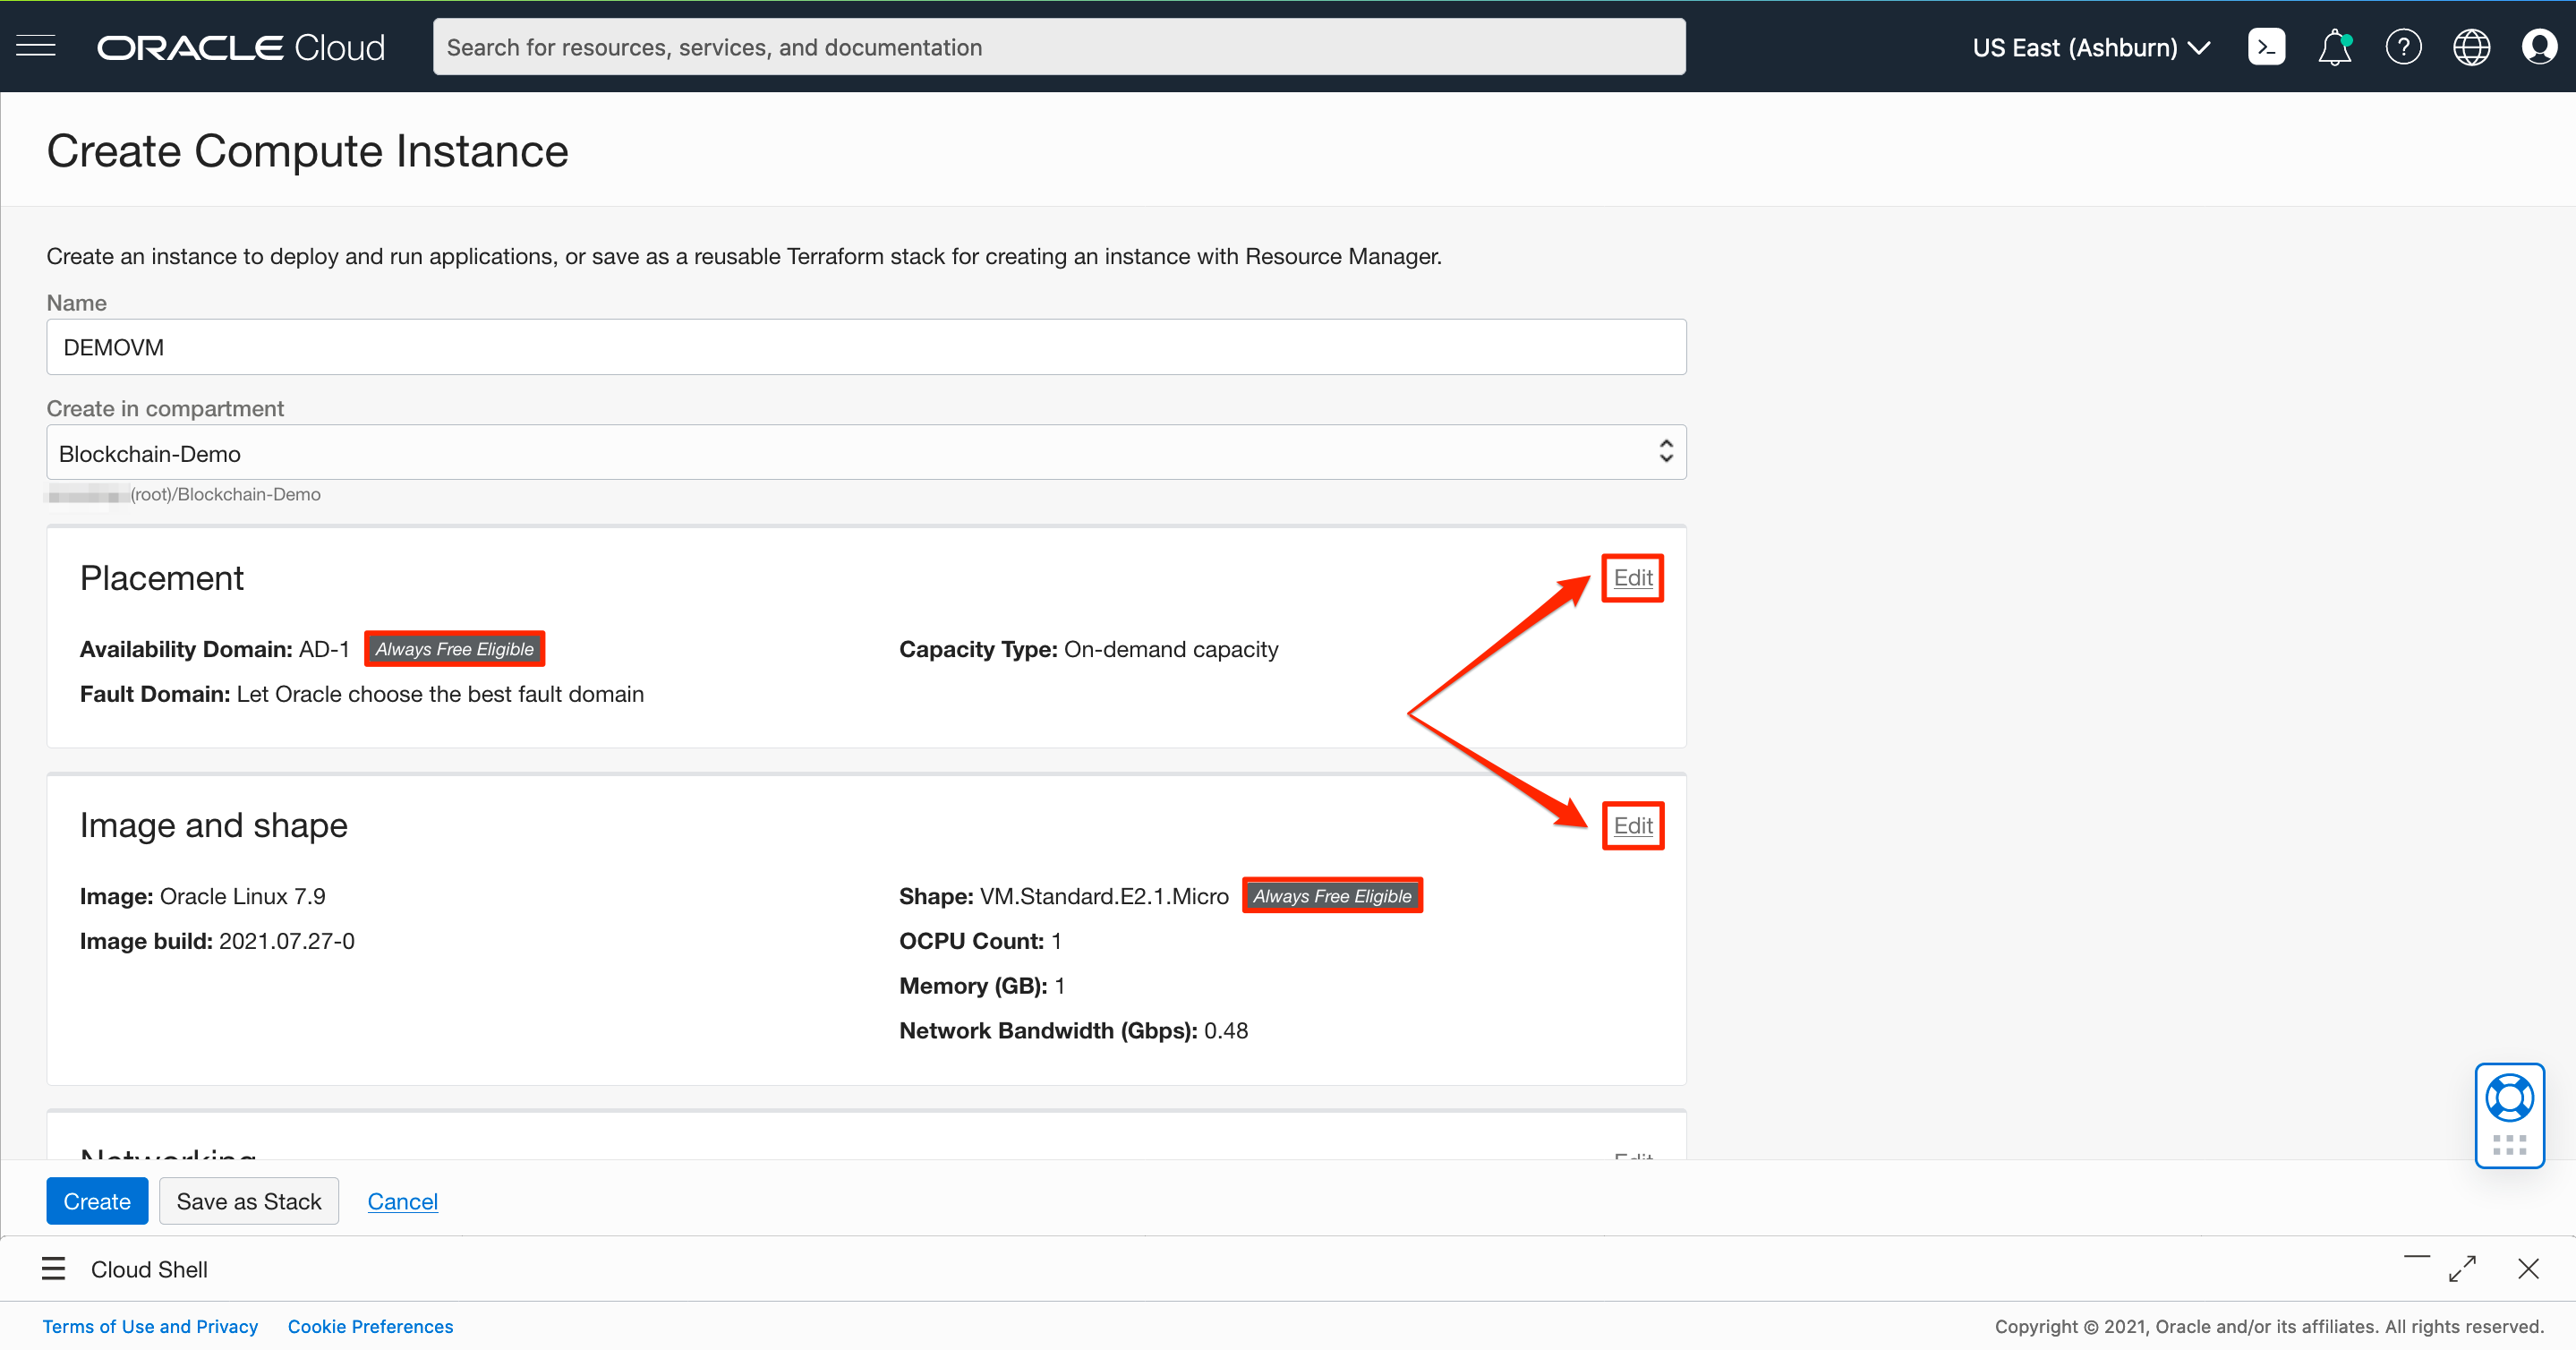 ORACLE Cloud
Search for resources, services, and documentation
US East (Ashburn)
Create Compute Instance
Create an instance to deploy and run applications, or save as a reusable Terraform stack for creating an instance with Resource Manager.
Name
DEMOVM
Create in compartment
Blockchain-Demo
(root)/Blockchain-Demo
Placement
Edit
Availability Domain: AD-1 Always Free Eligible
Capacity Type: On-demand capacity
Fault Domain: Let Oracle choose the best fault domain
Image and shape
Edit
Image: Oracle Linux 7.9
Shape: VM.Standard.E2.1.Micro Always Free Eligible
Image build: 2021.07.27-0
OCPU Count: 1
Memory (GB): 1
Network Bandwidth (Gbps): 0.48
Networking
Edit
Create
Save as Stack
Cancel
Cloud Shell
Terms of Use and Privacy
Cookie Preferences
Copyright © 2021, Oracle and/or its affiliates. All rights reserved.